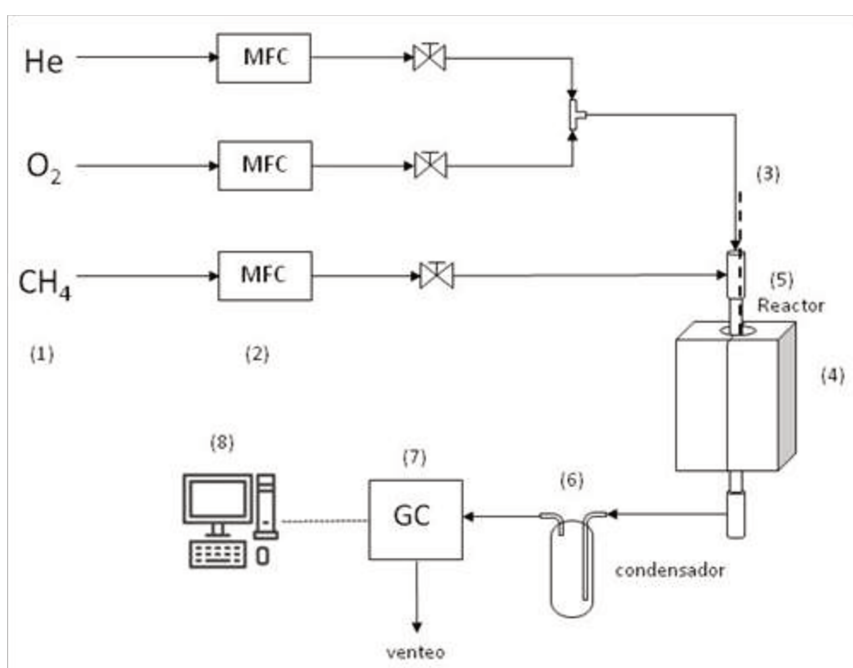 He
MFC
O₂
MFC
(3)
CH₄
MFC
(5)
Reactor
(1)
(2)
(4)
(8)
(7)
(6)
GC
condensador
venteo